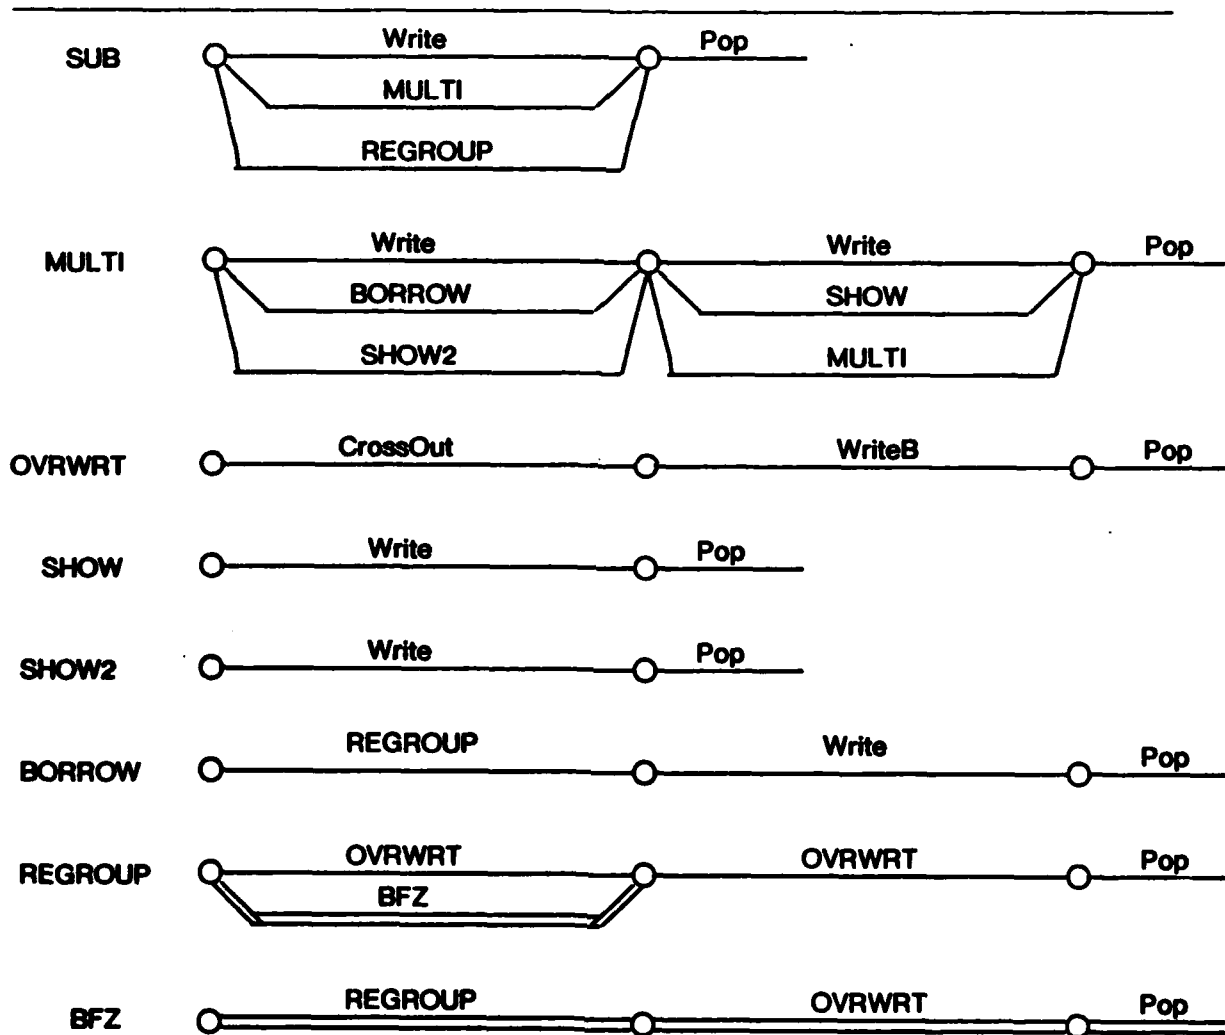 Write Pop
SUB
MULTI
REGROUP
Write Write Pop
MULTI
BORROW SHOW
SHOW2 MULTI
CrossOut WriteB Pop
OVRWRT
Write Pop
SHOW
Write Pop
SHOW2
REGROUP Write Pop
BORROW
OVRWRT OVRWRT Pop
REGROUP
BFZ
REGROUP OVRWRT Pop
BFZ